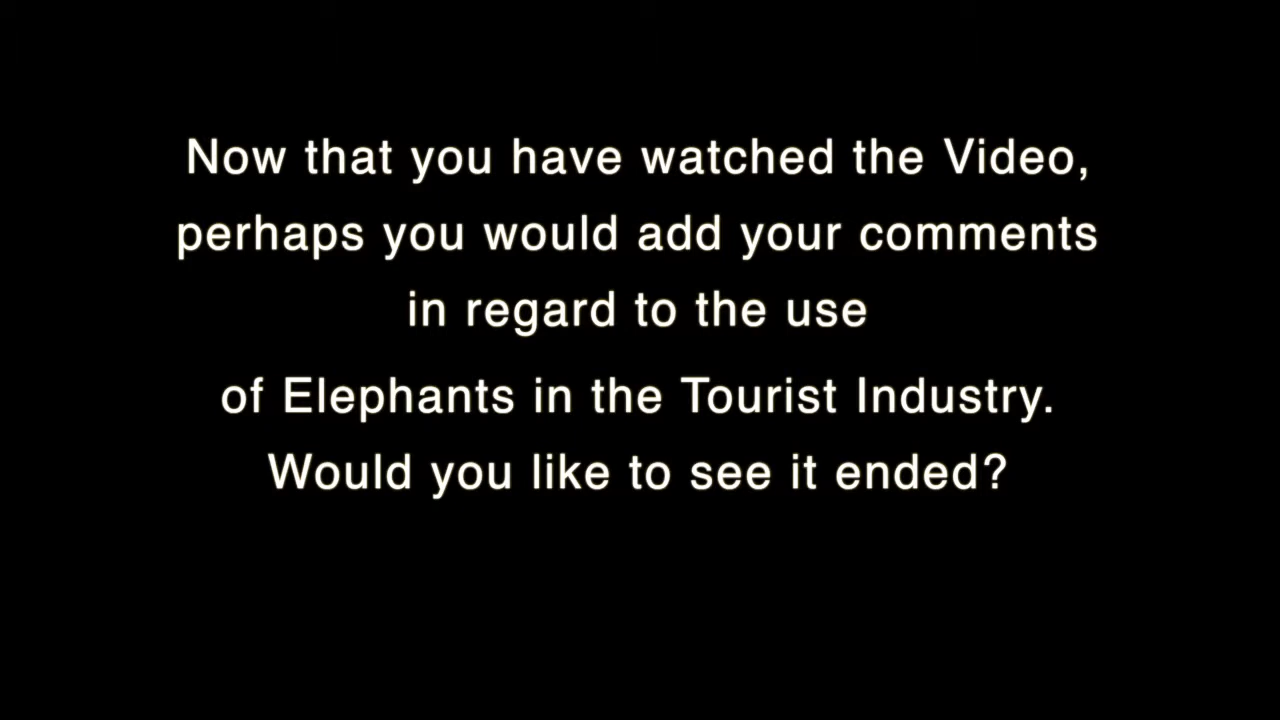 Now that you have watched the Video,
perhaps you would add your comments
in regard to the use
of Elephants in the Tourist Industry.
Would you like to see it ended?